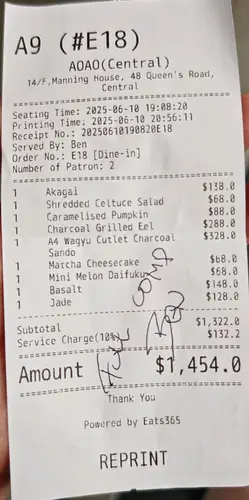 A9 (#E18)
AOAO(Central)
14/F,Manning House, 48 Queen's Road,
Central
Seating Time: 2025-06-10 19:08:20
Printing Time: 2025-06-10 20:56:11
Receipt No.: 20250610190820E18
Served By: Ben
Order No.: E18 [Dine-in]
Number of Patron: 2
1 Akagai $138.0
1 Shredded Celtuce Salad $68.0
1 Caramelised Pumpkin $88.0
1 Charcoal Grilled Eel $288.0
1 A4 Wagyu Cutlet Charcoal $328.0
Sando
1 Matcha Cheesecake $68.0
1 Mini Melon Daifuku $68.0
1 Basalt $148.0
1 Jade $128.0
Subtotal $1,322.0
Service Charge(10% $132.2
Amount $1,454.0
Thank You
Powered by Eats365
REPRINT